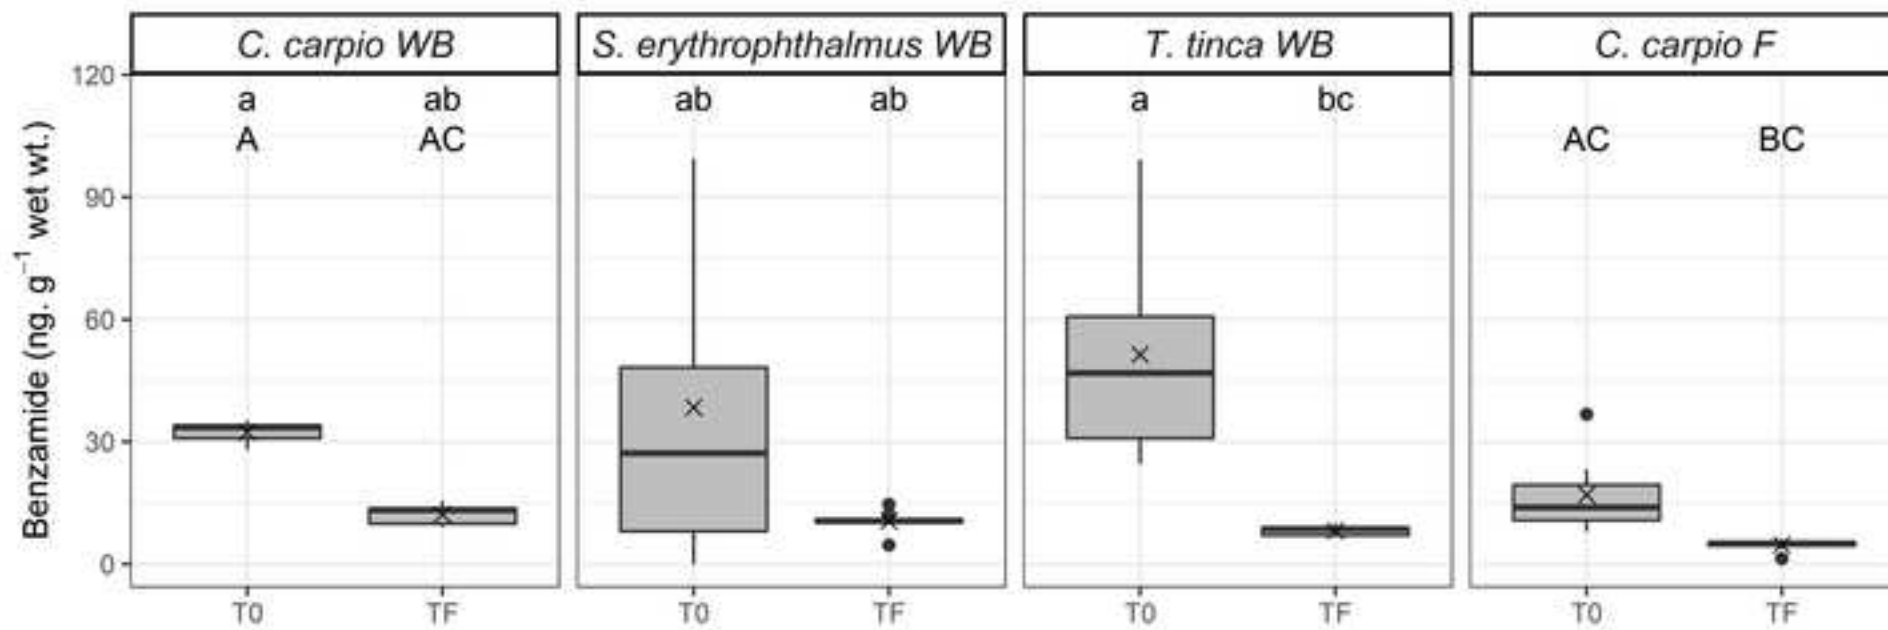 C. carpio WB
S. erythrophthalmus WB
T. tinca WB
C. carpio F
Benzamide (ng. g⁻¹ wet wt.)
120
90
60
30
0
a ab ab ab a bc
A AC AC BC
T0 TF T0 TF T0 TF T0 TF